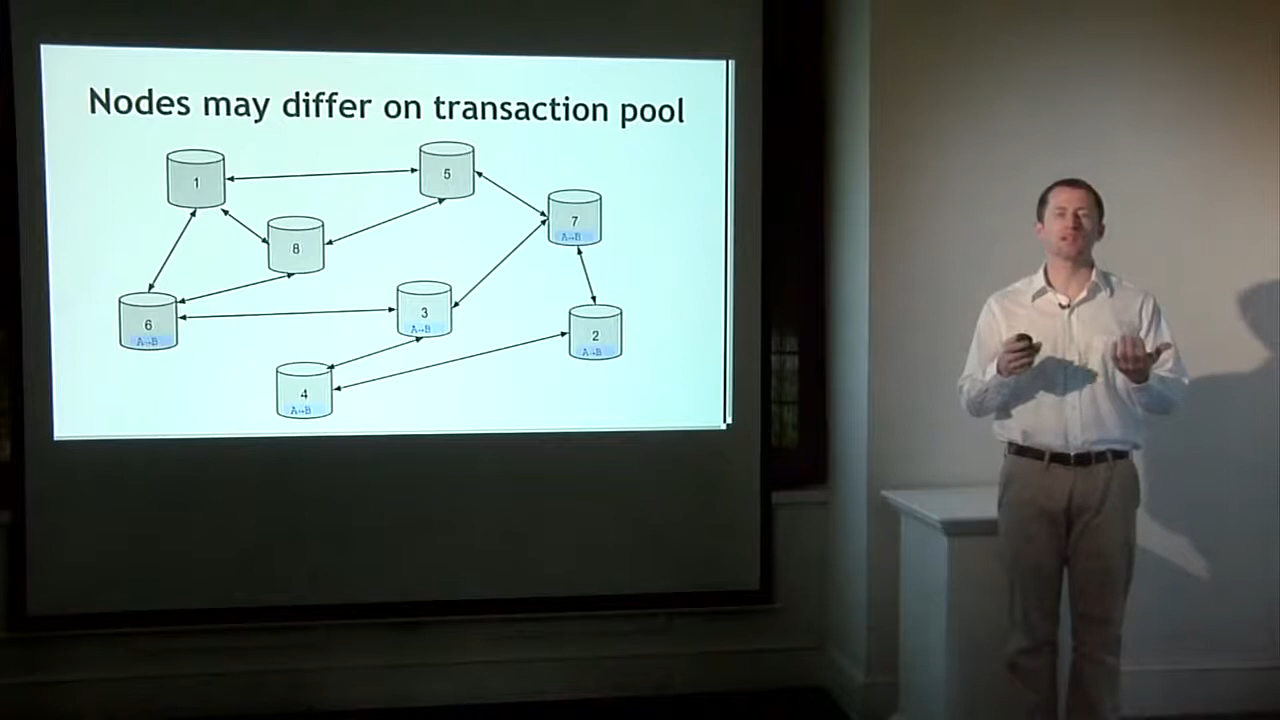 Nodes may differ on transaction pool
1
5
7
A→B
8
6
A→B
3
A→B
2
A→B
4
A→B